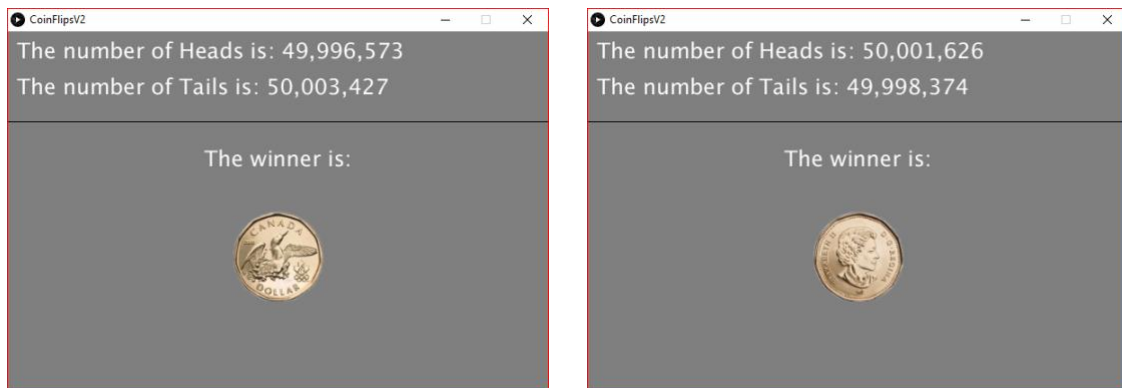 CoinFlipsV2
The number of Heads is: 49,996,573
The number of Tails is: 50,003,427
The winner is:
CANADA
DOLLAR
CoinFlipsV2
The number of Heads is: 50,001,626
The number of Tails is: 49,998,374
The winner is:
D·G·REGINA